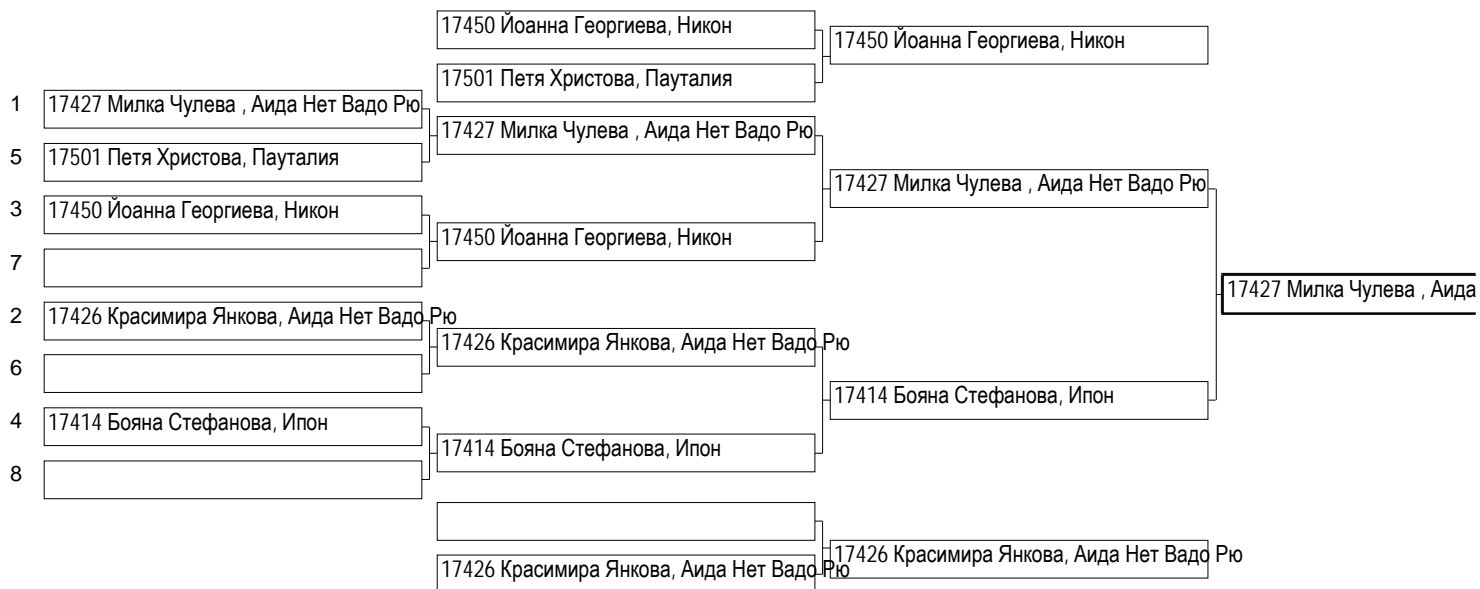 17450 Йоанна Георгиева, Никон
17450 Йоанна Георгиева, Никон
17501 Петя Христова, Пауталия
1
17427 Милка Чулева , Аида Нет Вадо Рю
17427 Милка Чулева , Аида Нет Вадо Рю
5
17501 Петя Христова, Пауталия
17427 Милка Чулева , Аида Нет Вадо Рю
3
17450 Йоанна Георгиева, Никон
17450 Йоанна Георгиева, Никон
7
17427 Милка Чулева , Аида
2
17426 Красимира Янкова, Аида Нет Вадо Рю
17426 Красимира Янкова, Аида Нет Вадо Рю
6
17414 Бояна Стефанова, Ипон
4
17414 Бояна Стефанова, Ипон
17414 Бояна Стефанова, Ипон
8
17426 Красимира Янкова, Аида Нет Вадо Рю
17426 Красимира Янкова, Аида Нет Вадо Рю